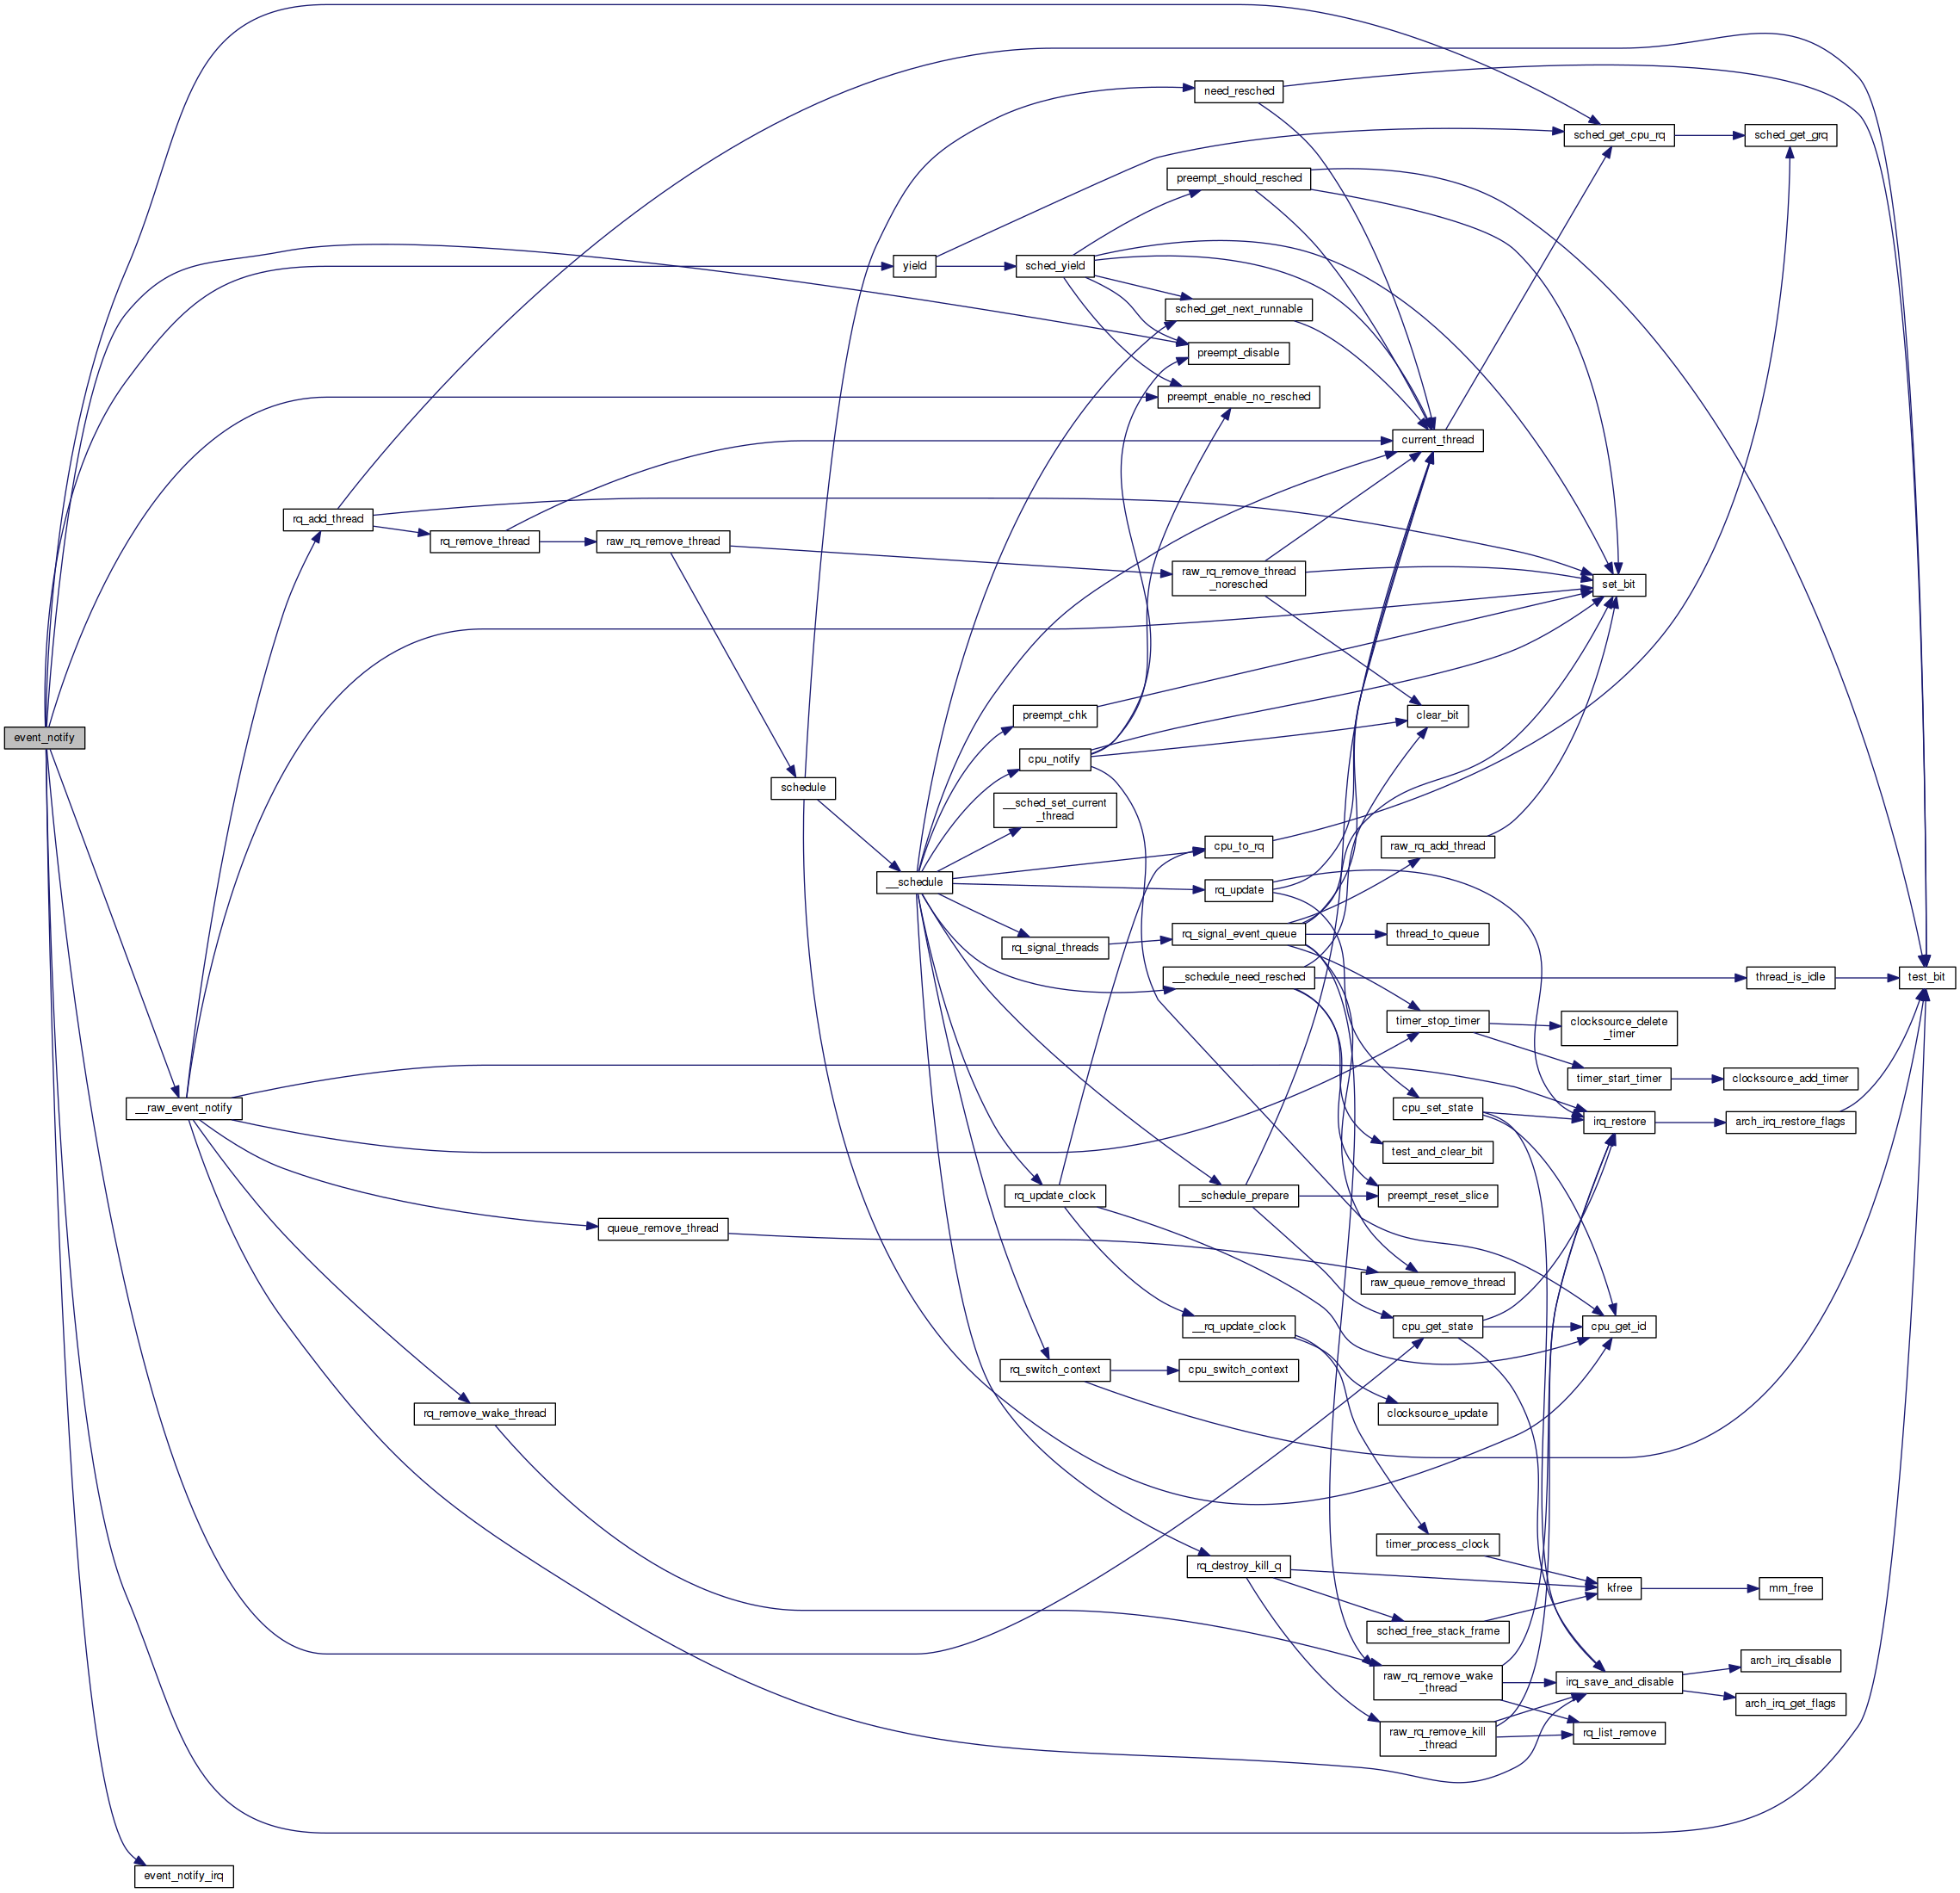 need_resched
sched_get_cpu_rq
sched_get_grq
preempt_should_resched
yield
sched_yield
sched_get_next_runnable
preempt_disable
preempt_enable_no_resched
current_thread
rq_add_thread
rq_remove_thread
raw_rq_remove_thread
raw_rq_remove_thread
_noresched
set_bit
event_notify
preempt_chk
clear_bit
cpu_notify
schedule
__sched_set_current
_thread
cpu_to_rq
raw_rq_add_thread
__schedule
rq_update
rq_signal_threads
rq_signal_event_queue
thread_to_queue
__schedule_need_resched
thread_is_idle
test_bit
timer_stop_timer
clocksource_delete
_timer
timer_start_timer
clocksource_add_timer
__raw_event_notify
cpu_set_state
irq_restore
arch_irq_restore_flags
test_and_clear_bit
rq_update_clock
__schedule_prepare
preempt_reset_slice
queue_remove_thread
raw_queue_remove_thread
__rq_update_clock
cpu_get_state
cpu_get_id
rq_switch_context
cpu_switch_context
rq_remove_wake_thread
clocksource_update
timer_process_clock
rq_destroy_kill_q
kfree
mm_free
sched_free_stack_frame
raw_rq_remove_wake
_thread
irq_save_and_disable
arch_irq_disable
arch_irq_get_flags
raw_rq_remove_kill
_thread
rq_list_remove
event_notify_irq